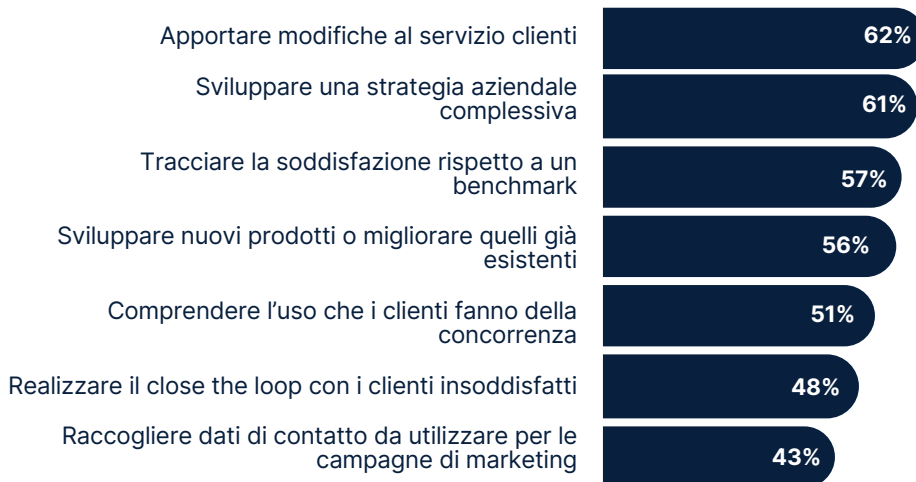 Apportare modifiche al servizio clienti
62%
Sviluppare una strategia aziendale
complessiva
61%
Tracciare la soddisfazione rispetto a un
benchmark
57%
Sviluppare nuovi prodotti o migliorare quelli già
esistenti
56%
Comprendere l’uso che i clienti fanno della
concorrenza
51%
Realizzare il close the loop con i clienti insoddisfatti
48%
Raccogliere dati di contatto da utilizzare per le
campagne di marketing
43%